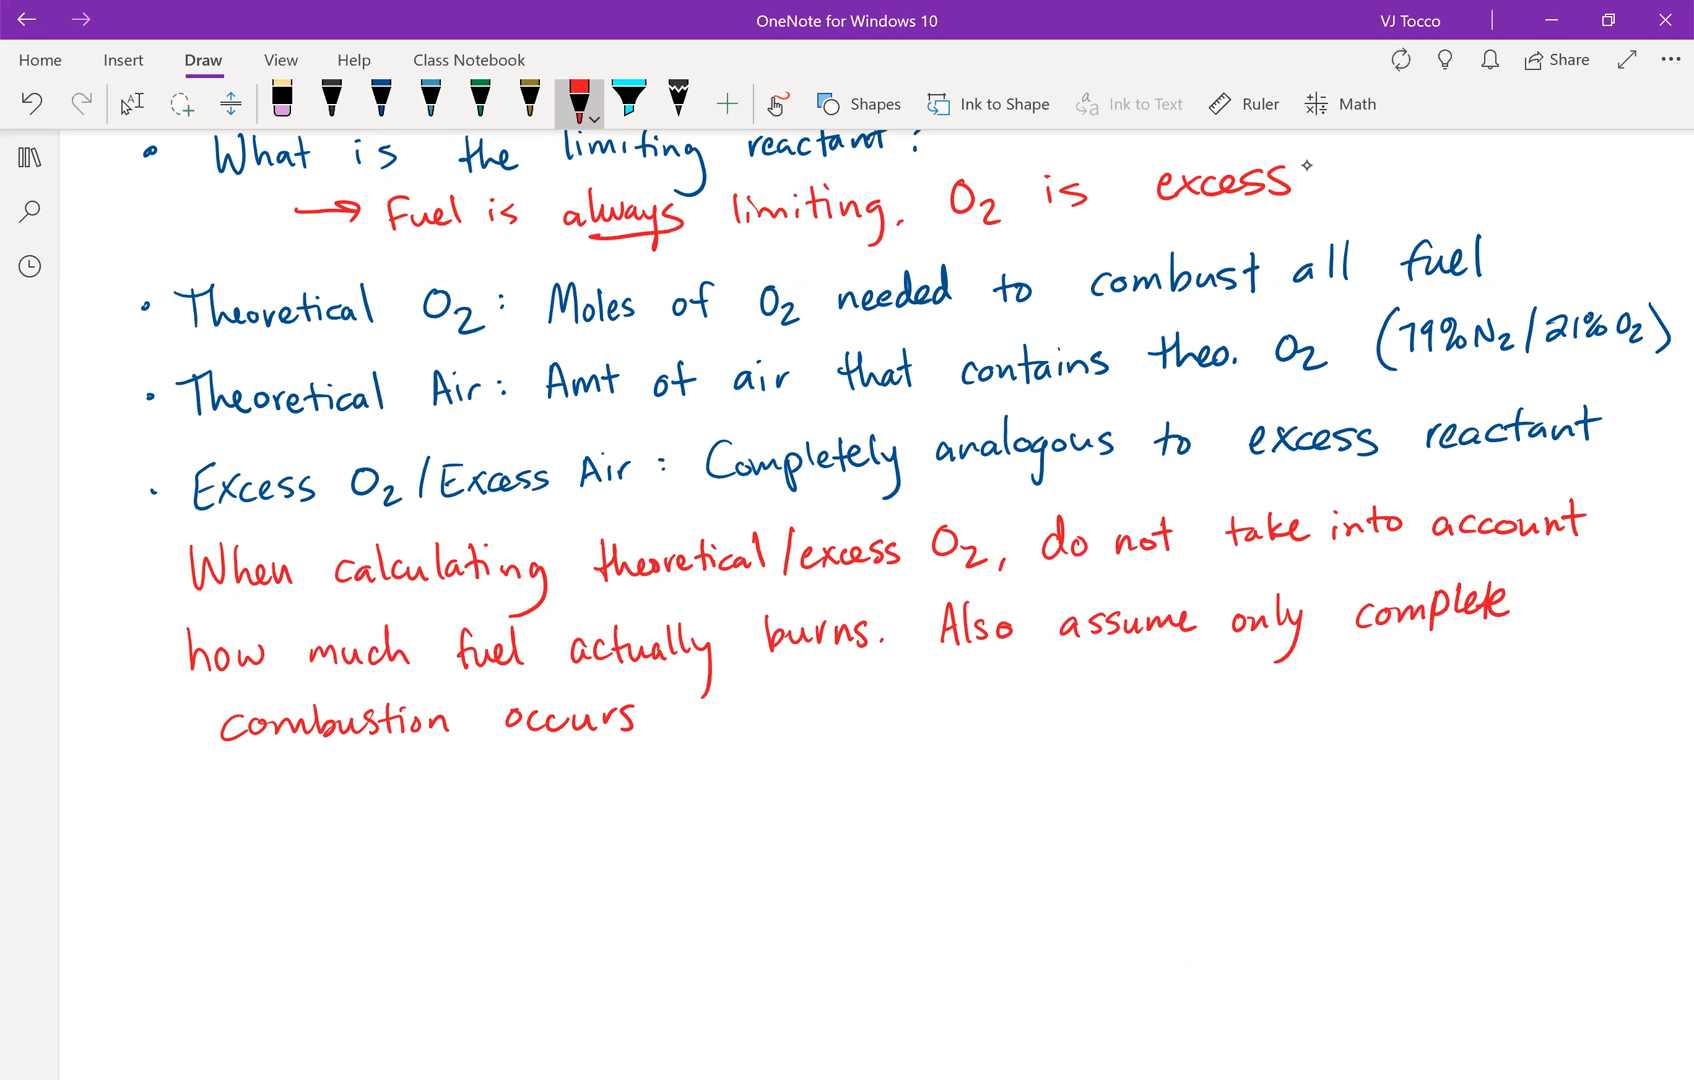 OneNote for Windows 10
VJ Tocco
Home Insert Draw View Help Class Notebook
Share
Shapes Ink to Shape Ink to Text Ruler Math
• What is the limiting reactant?
→ Fuel is always limiting. O2 is excess
• Theoretical O2: Moles of O2 needed to combust all fuel
• Theoretical Air: Amt of air that contains theo. O2 (79%N2/21%O2)
• Excess O2/Excess Air: Completely analogous to excess reactant
When calculating theoretical/excess O2, do not take into account
how much fuel actually burns. Also assume only complete
combustion occurs